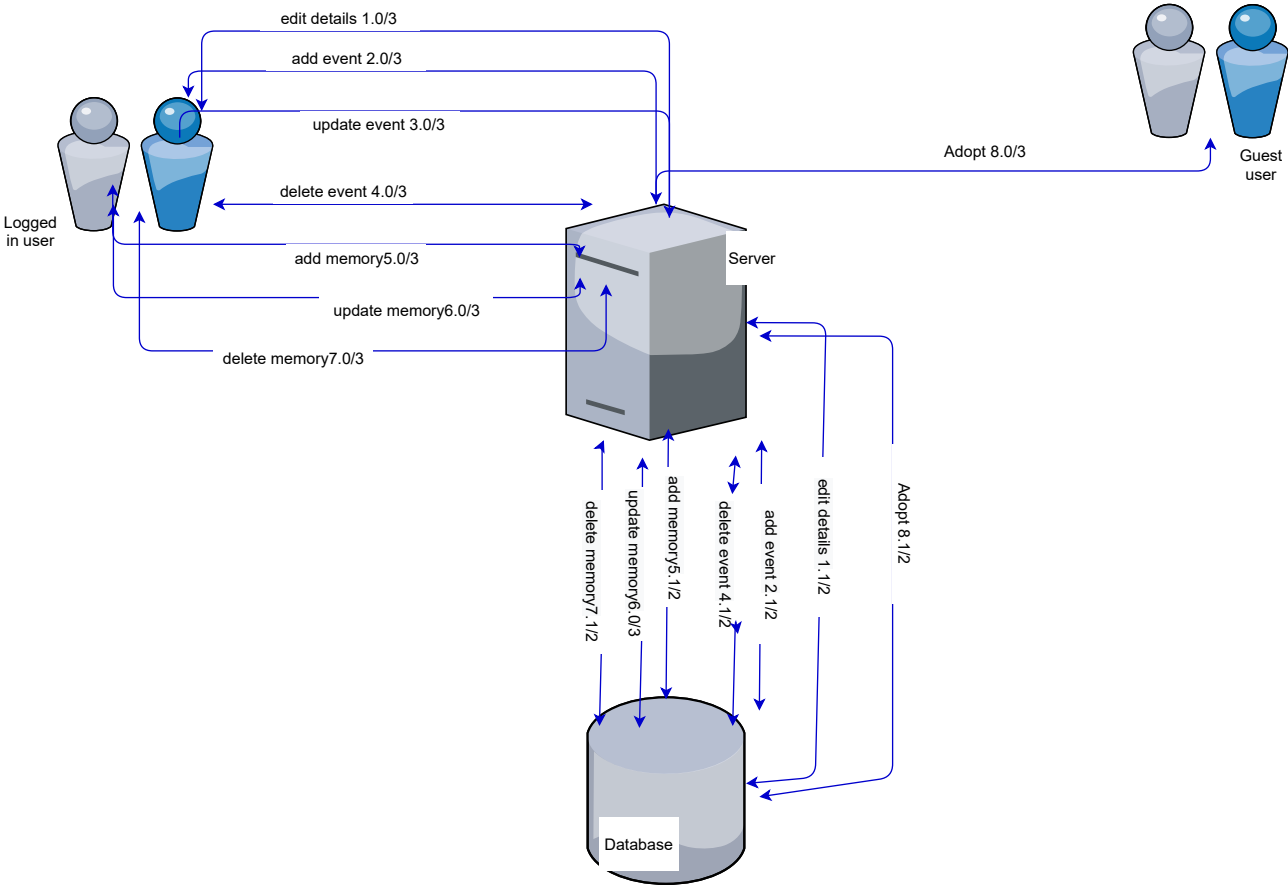 edit details 1.0/3
add event 2.0/3
update event 3.0/3
Adopt 8.0/3
Guest
user
delete event 4.0/3
Logged
in user
add memory5.0/3
Server
update memory6.0/3
delete memory7.0/3
delete memory7.1/2
update memory6.0/3
add memory5.1/2
delete event 4.1/2
add event 2.1/2
edit details 1.1/2
Adopt 8.1/2
Database